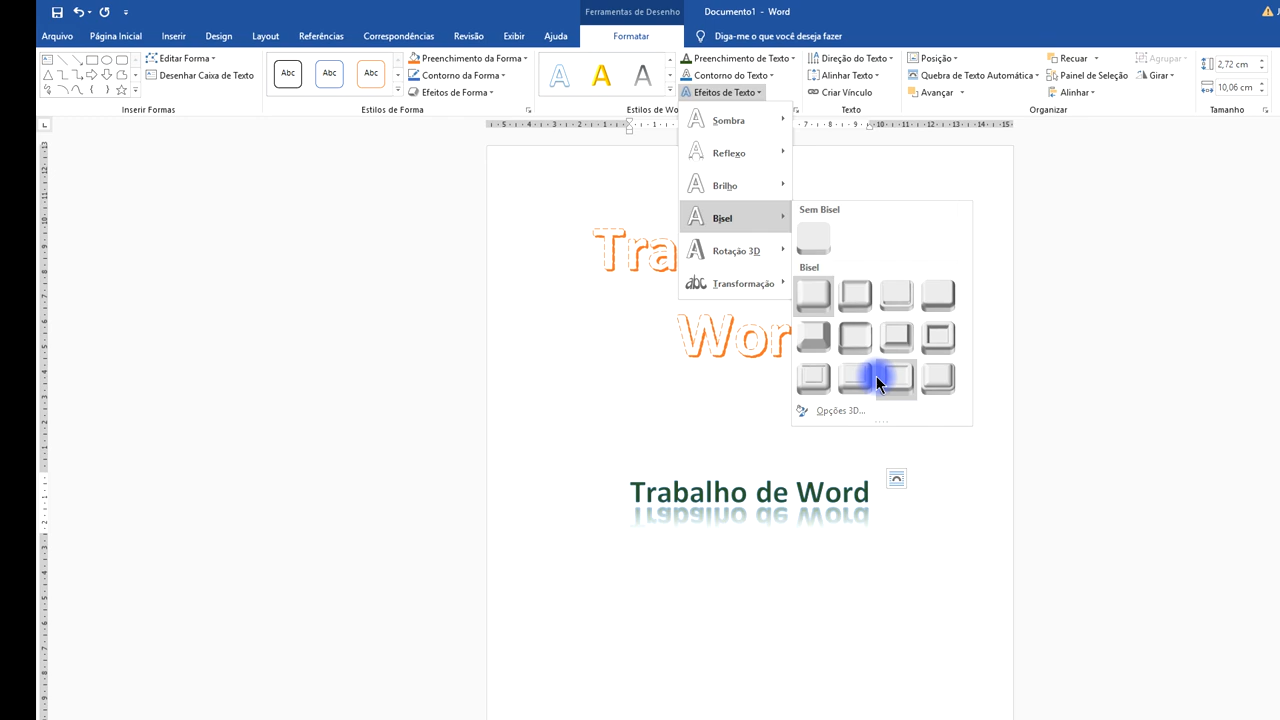 Ferramentas de Desenho
Documento1 - Word
Arquivo
Página Inicial
Inserir
Design
Layout
Referências
Correspondências
Revisão
Exibir
Ajuda
Formatar
Diga-me o que você deseja fazer
Editar Forma
Desenhar Caixa de Texto
Inserir Formas
Abc
Abc
Abc
Preenchimento da Forma
Contorno da Forma
Efeitos de Forma
Estilos de Forma
A
A
A
Preenchimento de Texto
Contorno do Texto
Efeitos de Texto
Direção do Texto
Alinhar Texto
Criar Vínculo
Texto
Posição
Quebra de Texto Automática
Avançar
Recuar
Painel de Seleção
Alinhar
Agrupar
Girar
Organizar
2,72 cm
10,06 cm
Tamanho
Sombra
Reflexo
Brilho
Bisel
Rotação 3D
Transformação
Sem Bisel
Bisel
Opções 3D...
Trabalho de Word